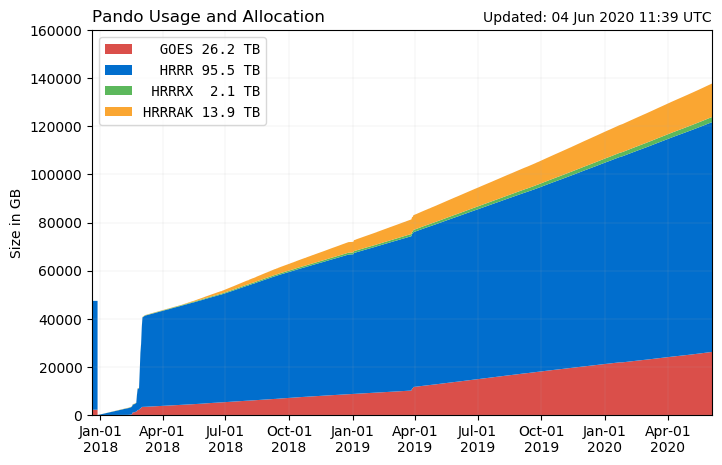 Pando Usage and Allocation
Updated: 04 Jun 2020 11:39 UTC
GOES 26.2 TB
HRRR 95.5 TB
HRRRX 2.1 TB
HRRRAK 13.9 TB
Size in GB
160000
140000
120000
100000
80000
60000
40000
20000
0
Jan-01 2018
Apr-01 2018
Jul-01 2018
Oct-01 2018
Jan-01 2019
Apr-01 2019
Jul-01 2019
Oct-01 2019
Jan-01 2020
Apr-01 2020